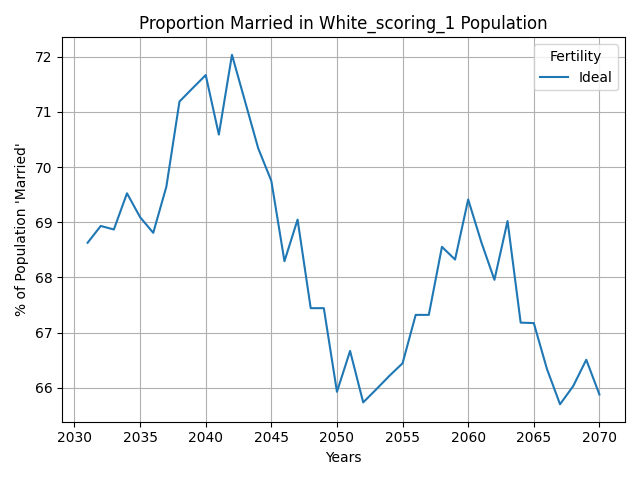 Proportion Married in White_scoring_1 Population
Fertility
Ideal
% of Population 'Married'
72
71
70
69
68
67
66
2030 2035 2040 2045 2050 2055 2060 2065 2070
Years